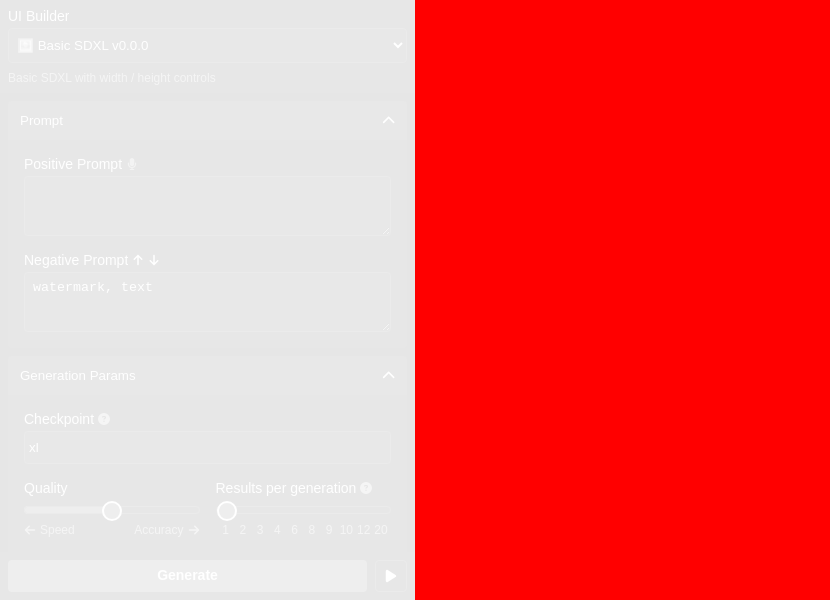 UI Builder
Basic SDXL v0.0.0
Basic SDXL with width / height controls
Prompt
Positive Prompt
Negative Prompt
watermark, text
Generation Params
Checkpoint
xl
Quality
Results per generation
Speed Accuracy 1 2 3 4 6 8 9 10 12 20
Generate